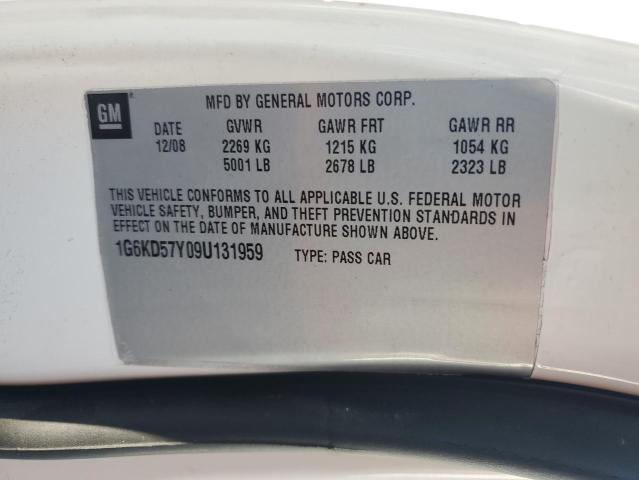 GM
MFD BY GENERAL MOTORS CORP.
DATE GVWR GAWR FRT GAWR RR
12/08 2269 KG 1215 KG 1054 KG
5001 LB 2678 LB 2323 LB
THIS VEHICLE CONFORMS TO ALL APPLICABLE U.S. FEDERAL MOTOR
VEHICLE SAFETY, BUMPER, AND THEFT PREVENTION STANDARDS IN
EFFECT ON THE DATE OF MANUFACTURE SHOWN ABOVE.
1G6KD57Y09U131959 TYPE: PASS CAR